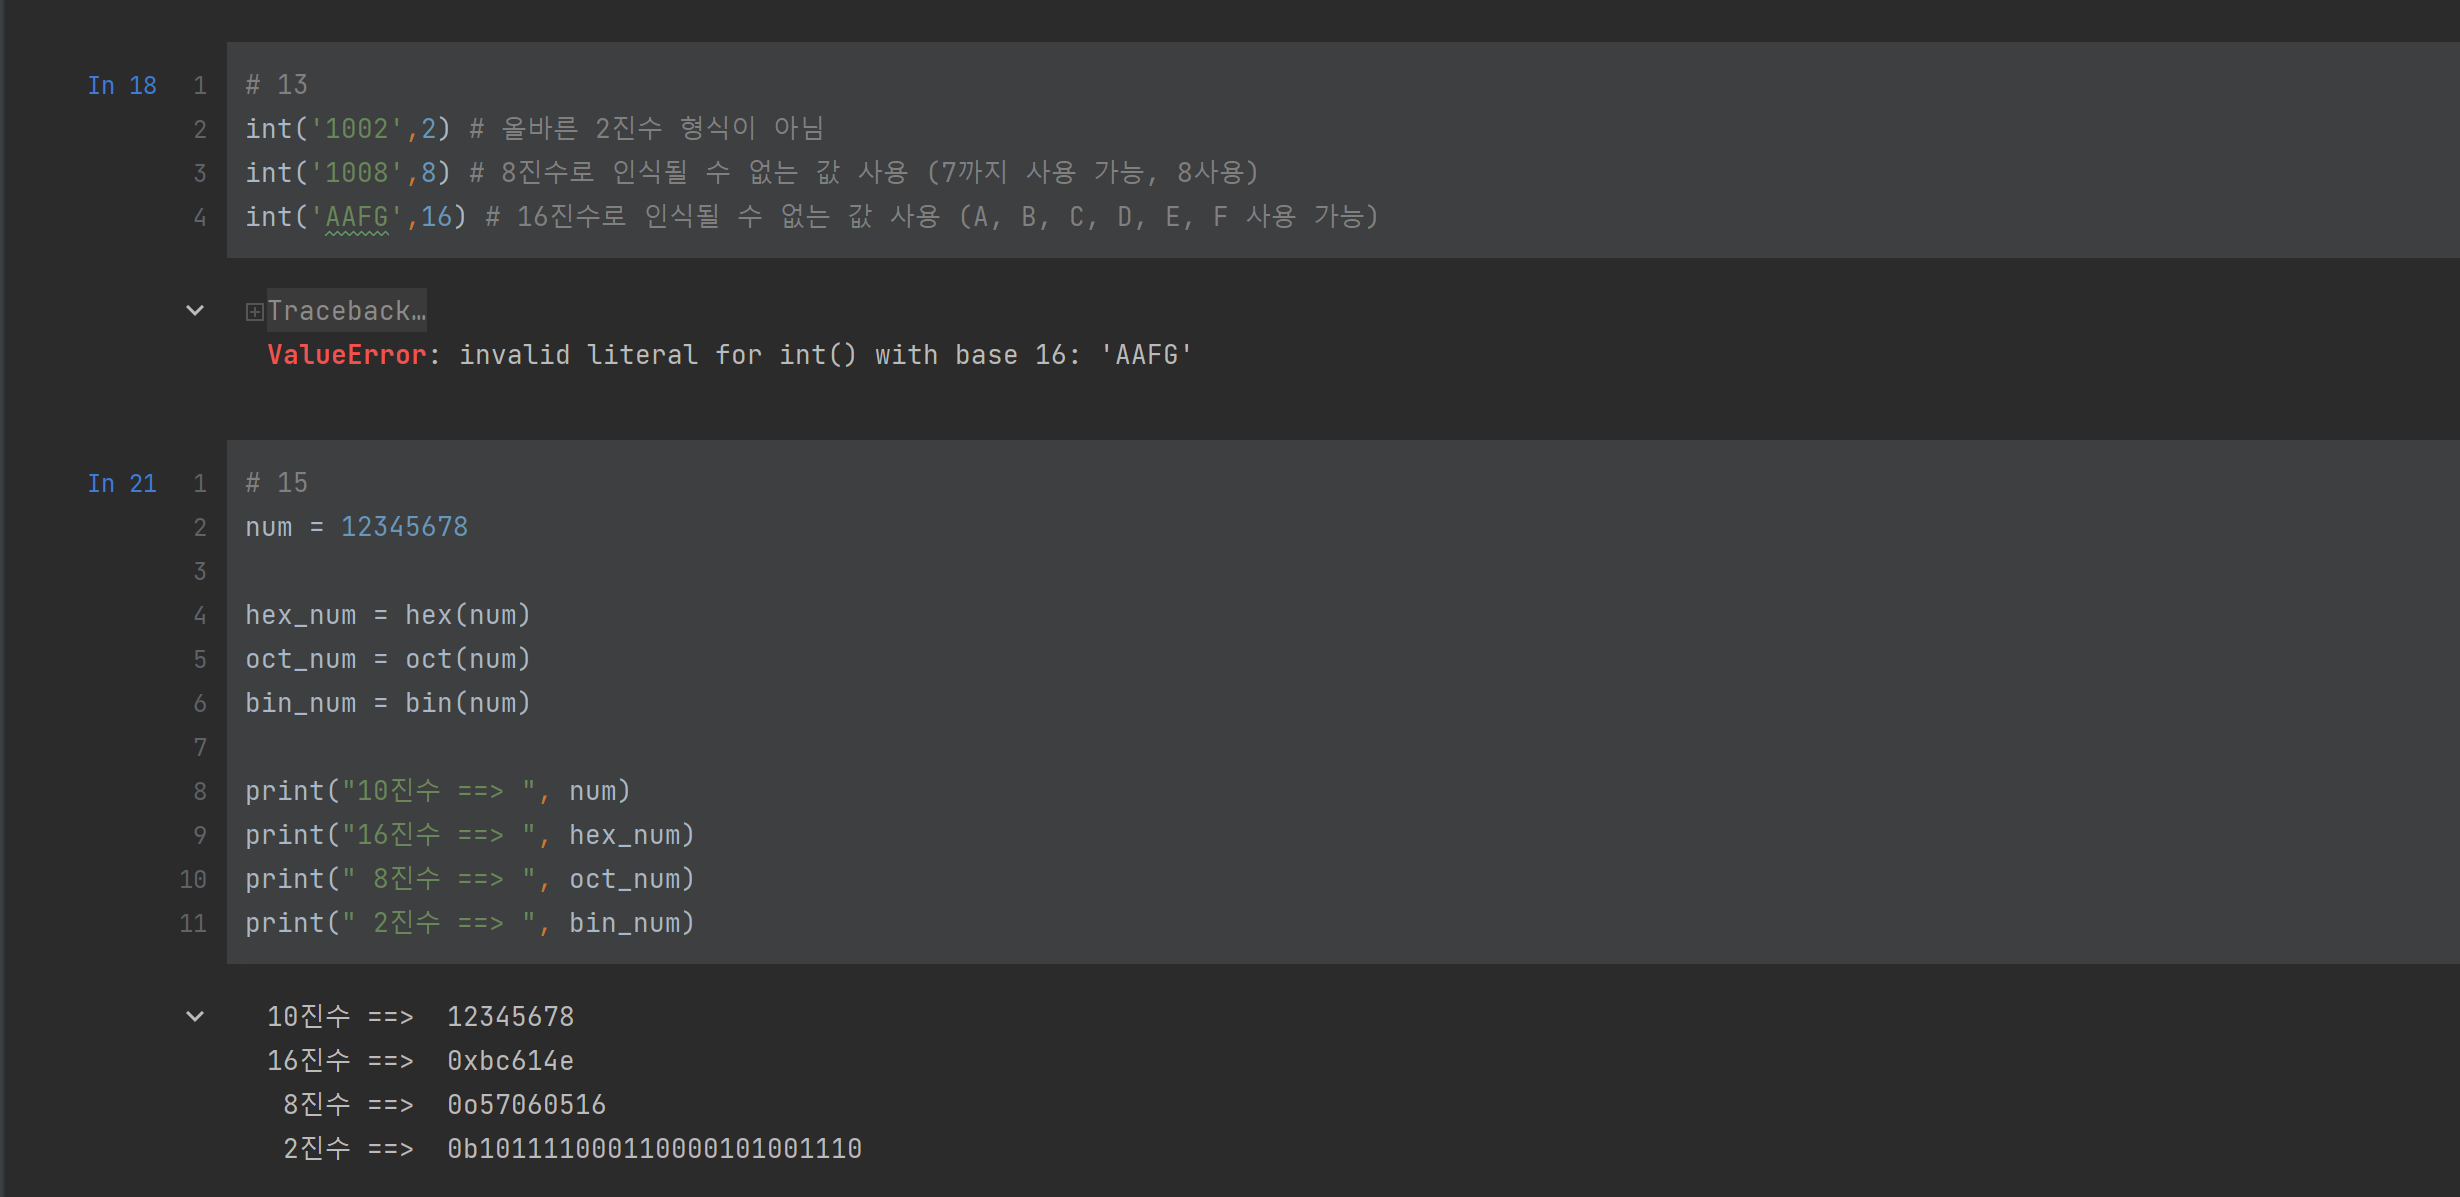 In 18 1 # 13
2 int('1002',2) # 올바른 2진수 형식이 아님
3 int('1008',8) # 8진수로 인식될 수 없는 값 사용 (7까지 사용 가능, 8사용)
4 int('AAFG',16) # 16진수로 인식될 수 없는 값 사용 (A, B, C, D, E, F 사용 가능)
Traceback…
ValueError: invalid literal for int() with base 16: 'AAFG'
In 21 1 # 15
2 num = 12345678
3
4 hex_num = hex(num)
5 oct_num = oct(num)
6 bin_num = bin(num)
7
8 print("10진수 ==> ", num)
9 print("16진수 ==> ", hex_num)
10 print(" 8진수 ==> ", oct_num)
11 print(" 2진수 ==> ", bin_num)
10진수 ==>  12345678
16진수 ==>  0xbc614e
 8진수 ==>  0o57060516
 2진수 ==>  0b101111000110000101001110